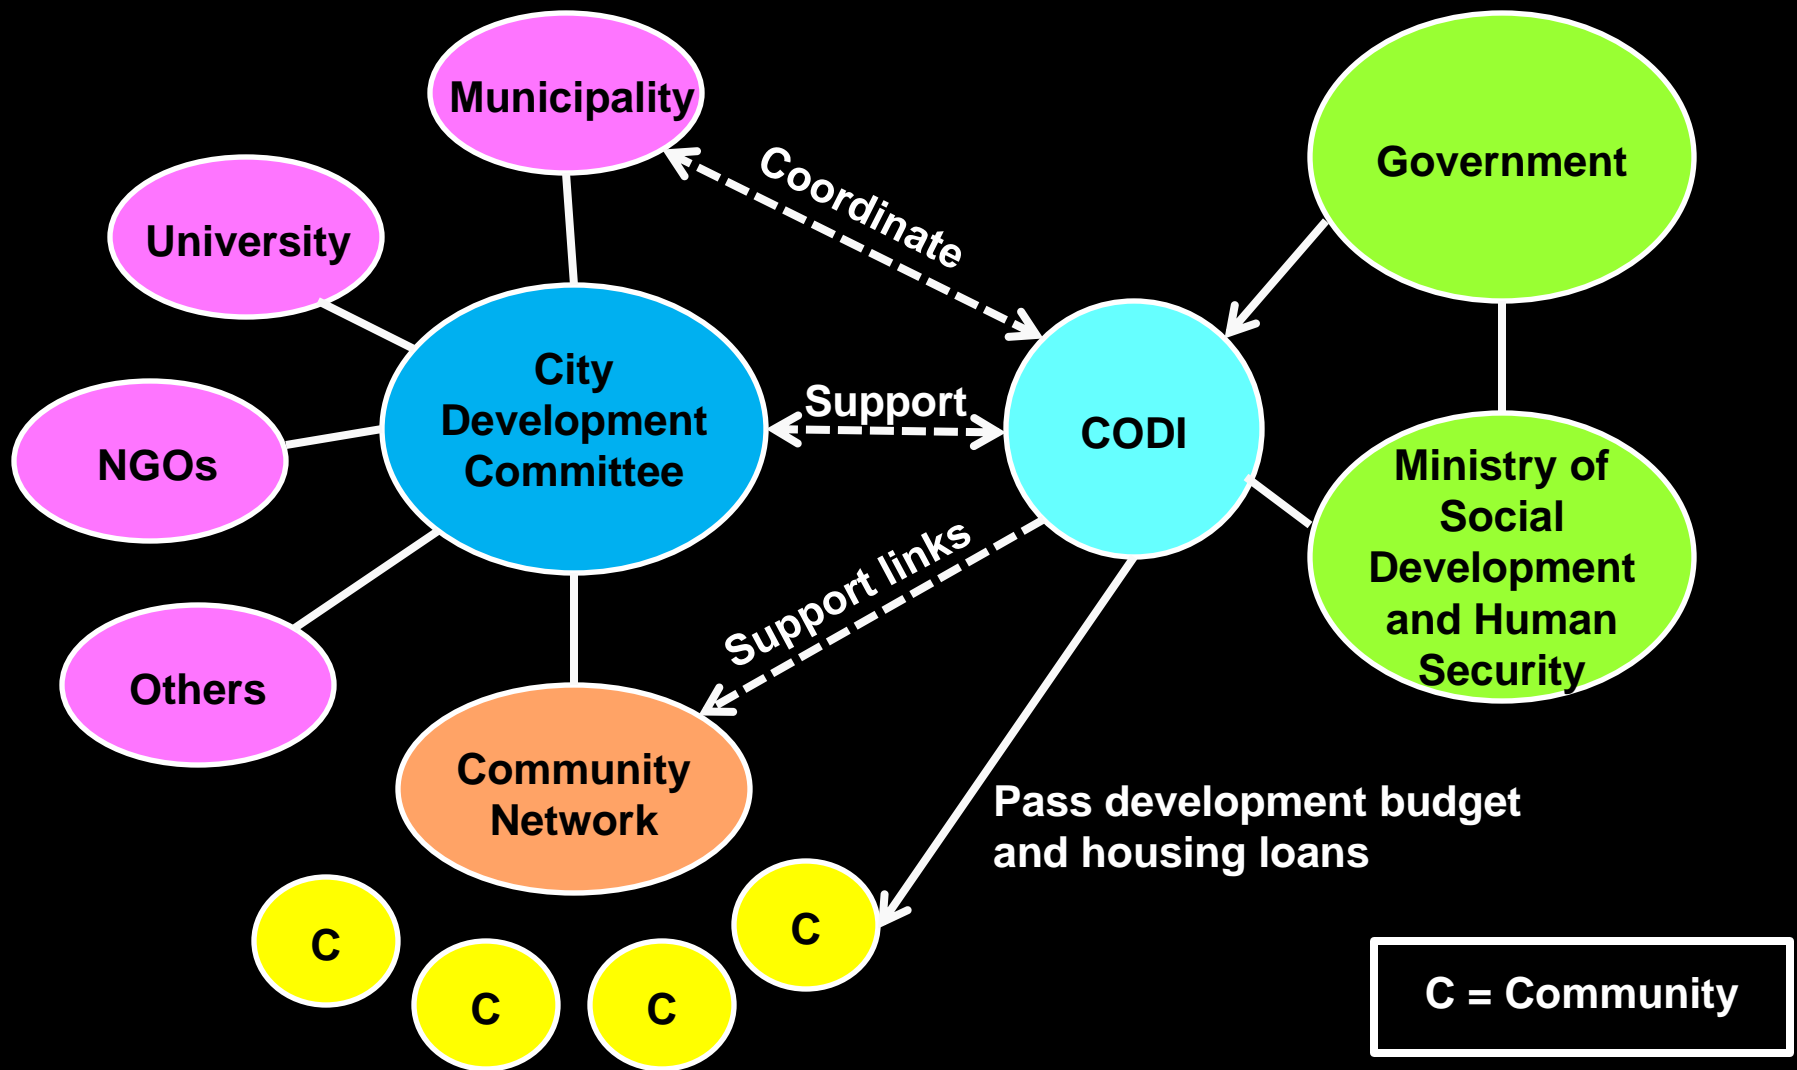 Municipality
Coordinate
Government
University
City
Development
Committee
Support
CODI
NGOs
Ministry of
Social
Development
and Human
Security
Support links
Others
Community
Network
Pass development budget
and housing loans
C
C
C
C
C = Community